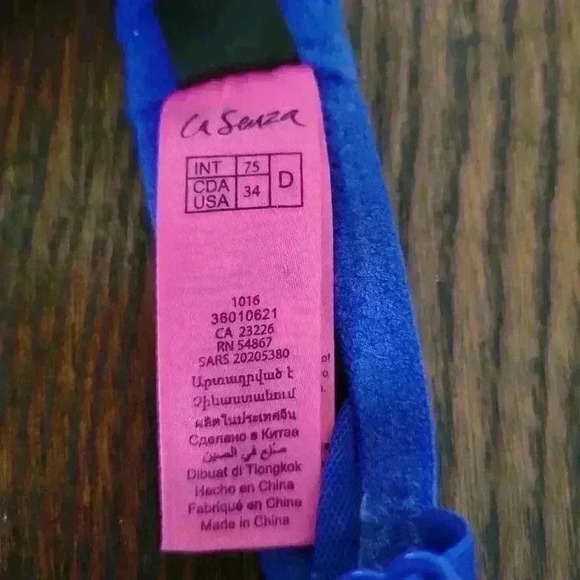 La Senza
INT 75 D
CDA USA 34
1016
36010621
CA 23226
RN 54867
SARS 20205380
Արտադրված է
Չինաստանում
ผลิตในประเทศจีน
Сделано в Китае
صنع في الصين
Dibuat di Tiongkok
Hecho en China
Fabriqué en China
Made in China